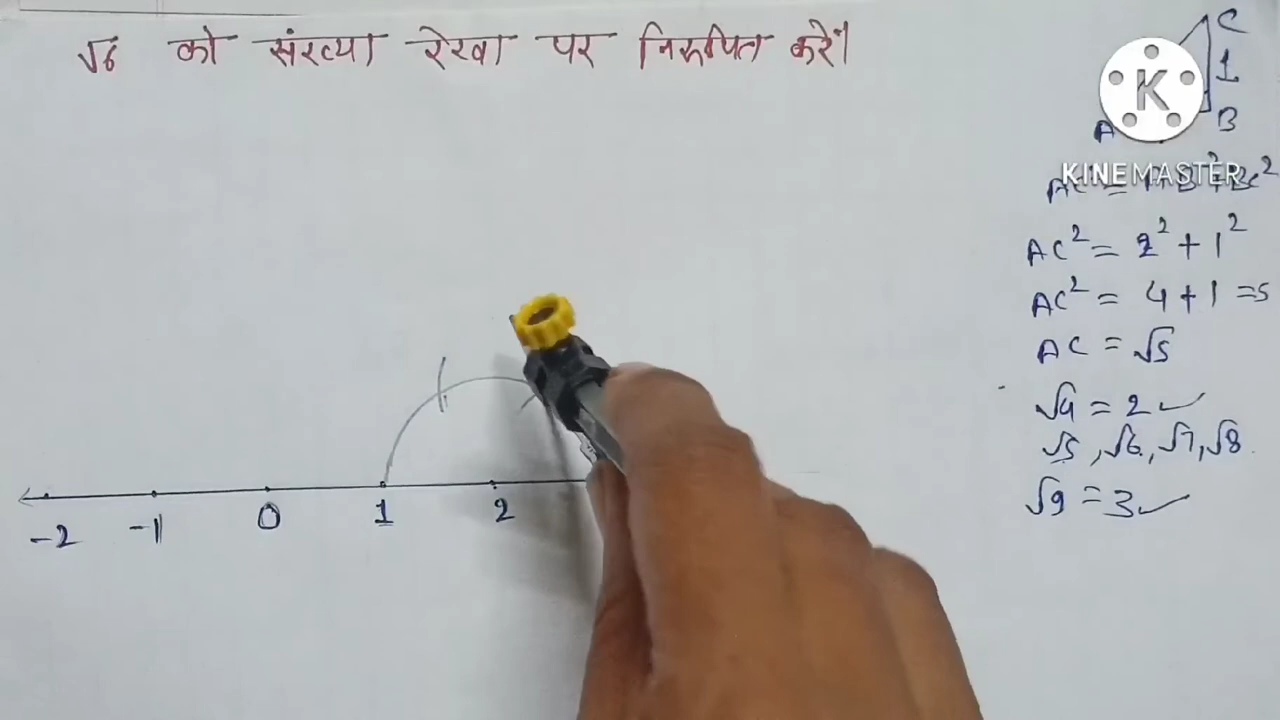 √6 को संख्या रेखा पर निरूपित करें।
C
1
A B
K
KINEMASTER
AC² = 2² + 1²
AC² = 4 + 1 = 5
AC = √5
√4 = 2 ✓
√5, √6, √7, √8
√9 = 3 ✓
-2 -1 0 1 2